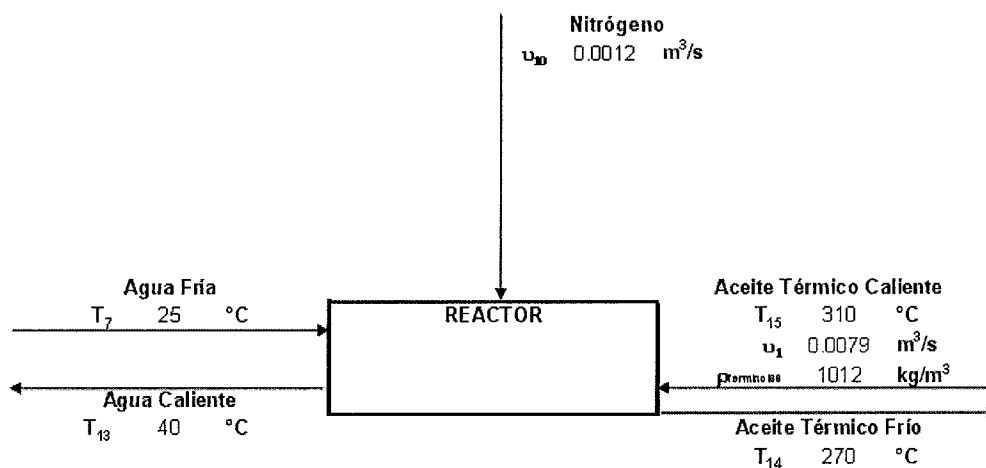 Nitrógeno
υ₁₀ 0.0012 m³/s
Agua Fría
T₇ 25 °C
Agua Caliente
T₁₃ 40 °C
REACTOR
Aceite Térmico Caliente
T₁₅ 310 °C
υ₁ 0.0079 m³/s
1012 kg/m³
Aceite Térmico Frío
T₁₄ 270 °C